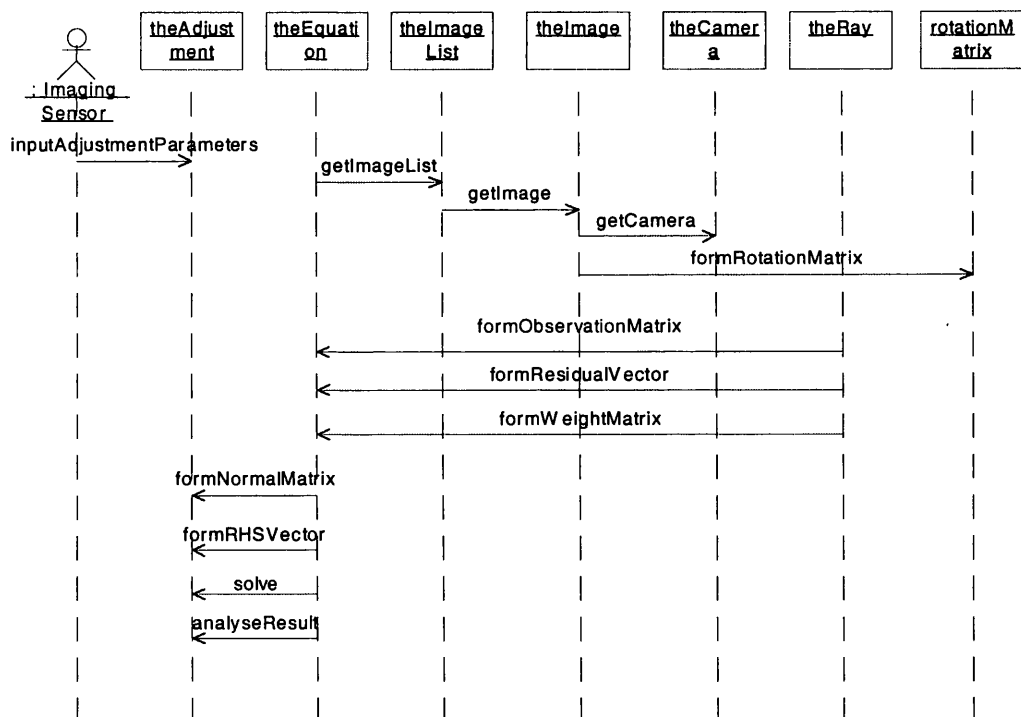 theAdjust
ment
theEquati
on
theImage
List
theImage
theCamer
a
theRay
rotationM
atrix
: Imaging
Sensor
inputAdjustmentParameters
getImageList
getImage
getCamera
formRotationMatrix
formObservationMatrix
formResidualVector
formWeightMatrix
formNormalMatrix
formRHSVector
solve
analyseResult